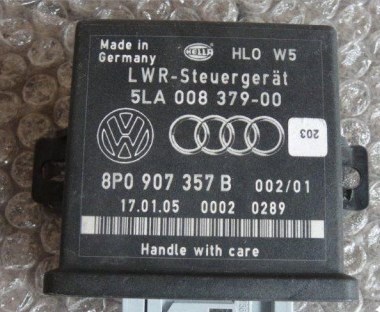 Made in
Germany
HELLA
HLO W5
LWR-Steuergerät
5LA 008 379-00
203
8P0 907 357 B 002/01
17.01.05 0002 0289
Handle with care